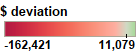 $ deviation
-162,421 11,079